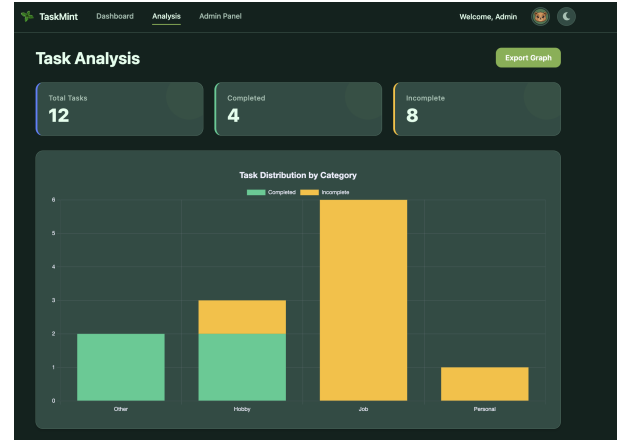 TaskMint Dashboard Analysis Admin Panel Welcome, Admin
Task Analysis Export Graph
Total Tasks Completed Incomplete
12 4 8
Task Distribution by Category
Completed Incomplete
6
5
4
3
2
1
0
Other Hobby Job Personal